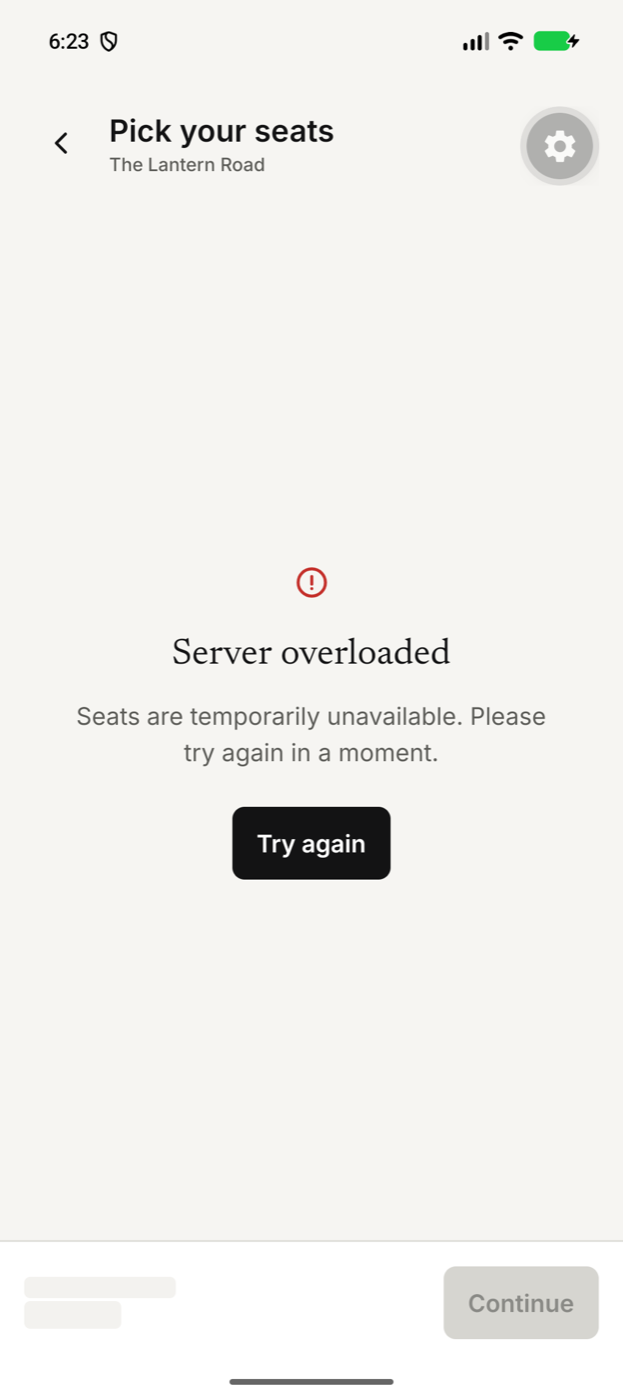 6:23
Pick your seats
The Lantern Road
Server overloaded
Seats are temporarily unavailable. Please
try again in a moment.
Try again
Continue